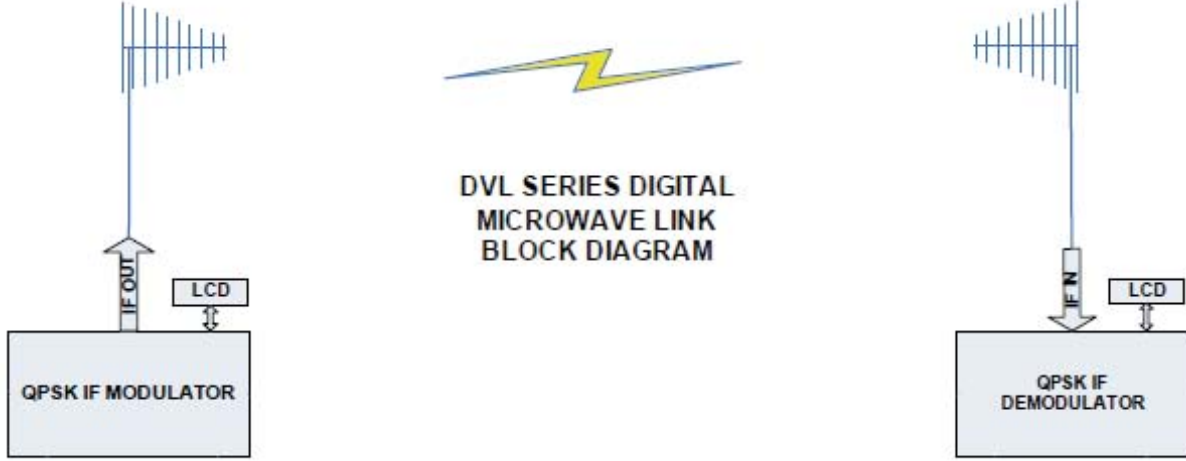 DVL SERIES DIGITAL
MICROWAVE LINK
BLOCK DIAGRAM
IF OUT
LCD
QPSK IF MODULATOR
IF IN
LCD
QPSK IF
DEMODULATOR